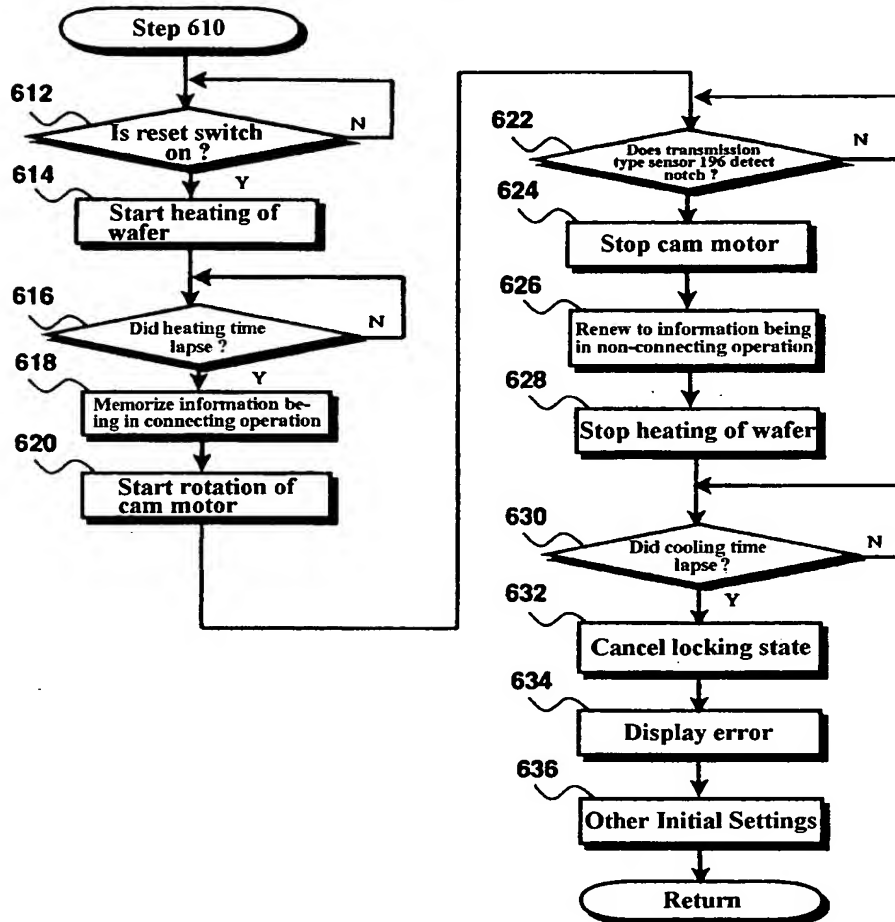 Step 610
612
Is reset switch
on ?
N
Y
614
Start heating of
wafer
616
Did heating time
lapse ?
N
Y
618
Memorize information be-
ing in connecting operation
620
Start rotation of
cam motor
622
Does transmission
type sensor 196 detect
notch ?
N
624
Stop cam motor
626
Renew to information being
in non-connecting operation
628
Stop heating of wafer
630
Did cooling time
lapse ?
N
Y
632
Cancel locking state
634
Display error
636
Other Initial Settings
Return